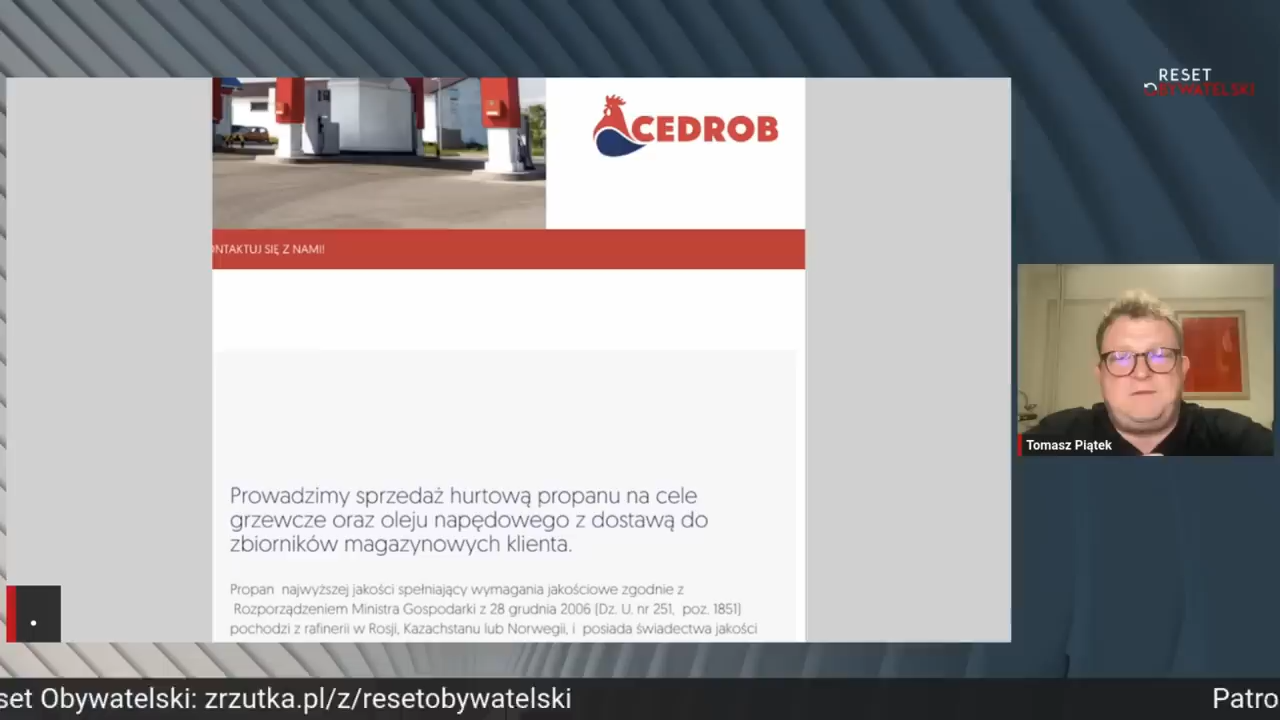 RESET
OBYWATELSKI
CEDROB
ONTAKTUJ SIĘ Z NAMI!
Prowadzimy sprzedaż hurtową propanu na cele
grzewcze oraz oleju napędowego z dostawą do
zbiorników magazynowych klienta.
Propan najwyższej jakości spełniający wymagania jakościowe zgodnie z
Rozporządzeniem Ministra Gospodarki z 28 grudnia 2006 (Dz. U. nr 251, poz. 1851)
pochodzi z rafinerii w Rosji, Kazachstanu lub Norwegii, i posiada świadectwa jakości
Tomasz Piątek
.
set Obywatelski: zrzutka.pl/z/resetobywatelski
Patro